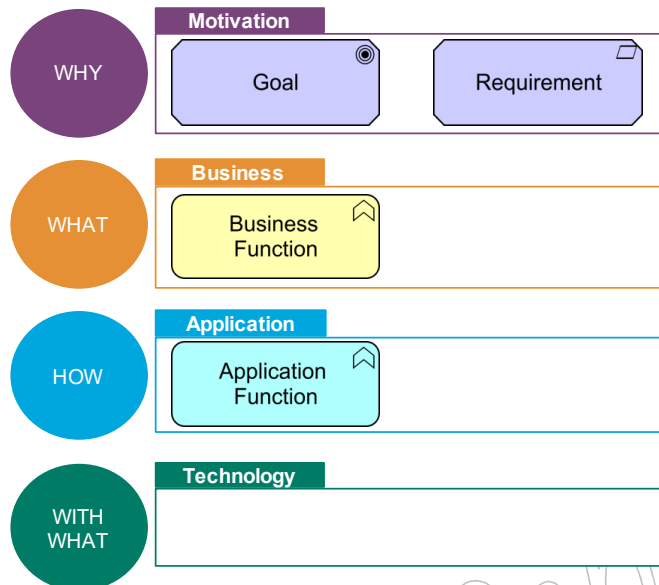 Motivation
WHY
Goal
Requirement
Business
WHAT
Business
Function
Application
HOW
Application
Function
Technology
WITH
WHAT